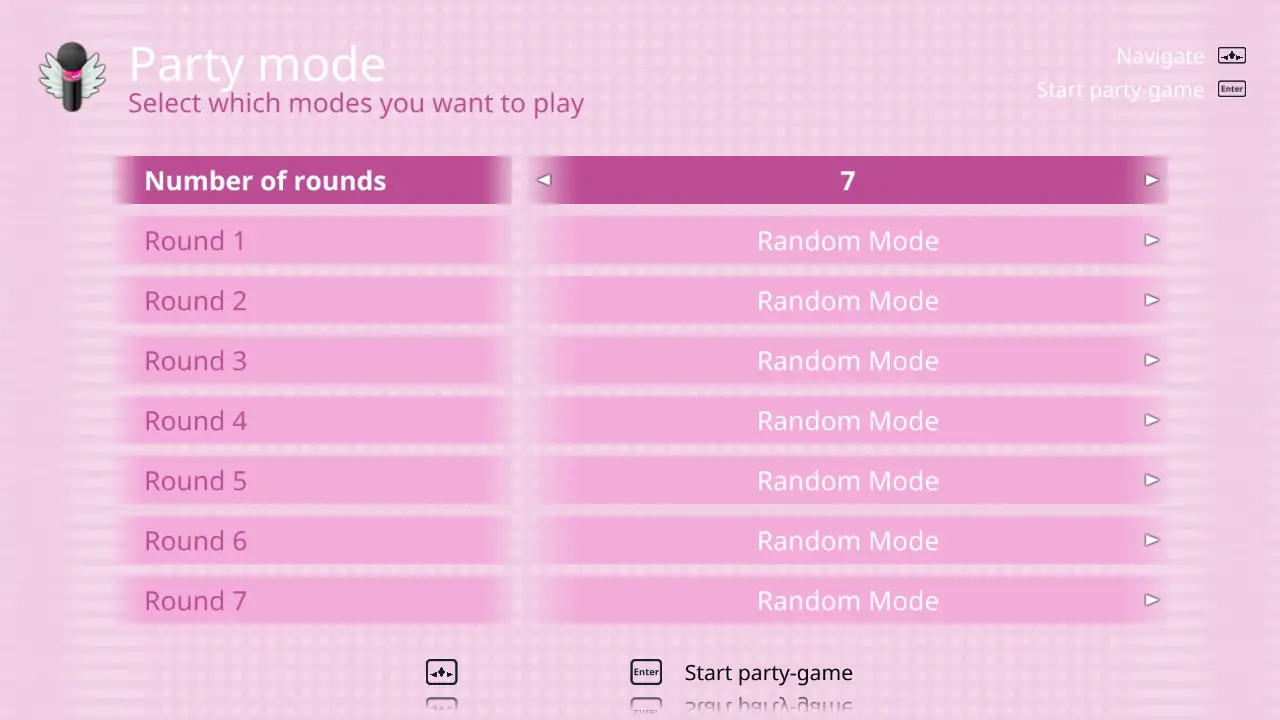 Party mode
Select which modes you want to play
Navigate
Start party-game Enter
Number of rounds 7
Round 1 Random Mode
Round 2 Random Mode
Round 3 Random Mode
Round 4 Random Mode
Round 5 Random Mode
Round 6 Random Mode
Round 7 Random Mode
Enter Start party-game